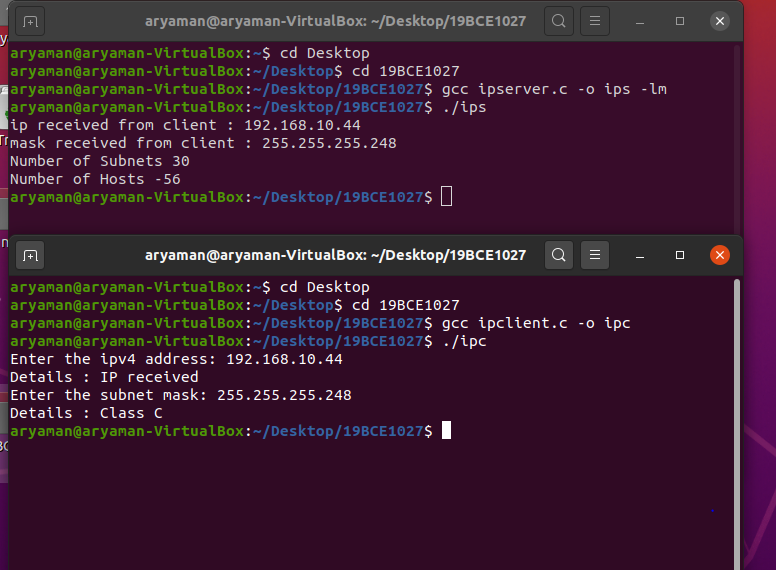 aryaman@aryaman-VirtualBox: ~/Desktop/19BCE1027
aryaman@aryaman-VirtualBox:~$ cd Desktop
aryaman@aryaman-VirtualBox:~/Desktop$ cd 19BCE1027
aryaman@aryaman-VirtualBox:~/Desktop/19BCE1027$ gcc ipserver.c -o ips -lm
aryaman@aryaman-VirtualBox:~/Desktop/19BCE1027$ ./ips
ip received from client : 192.168.10.44
mask received from client : 255.255.255.248
Number of Subnets 30
Number of Hosts -56
aryaman@aryaman-VirtualBox:~/Desktop/19BCE1027$
aryaman@aryaman-VirtualBox: ~/Desktop/19BCE1027
aryaman@aryaman-VirtualBox:~$ cd Desktop
aryaman@aryaman-VirtualBox:~/Desktop$ cd 19BCE1027
aryaman@aryaman-VirtualBox:~/Desktop/19BCE1027$ gcc ipclient.c -o ipc
aryaman@aryaman-VirtualBox:~/Desktop/19BCE1027$ ./ipc
Enter the ipv4 address: 192.168.10.44
Details : IP received
Enter the subnet mask: 255.255.255.248
Details : Class C
aryaman@aryaman-VirtualBox:~/Desktop/19BCE1027$